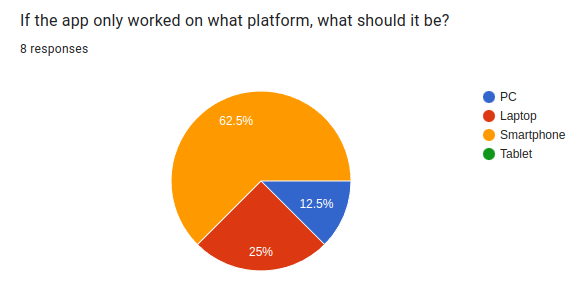 If the app only worked on what platform, what should it be?
8 responses
62.5%
12.5%
25%
PC
Laptop
Smartphone
Tablet